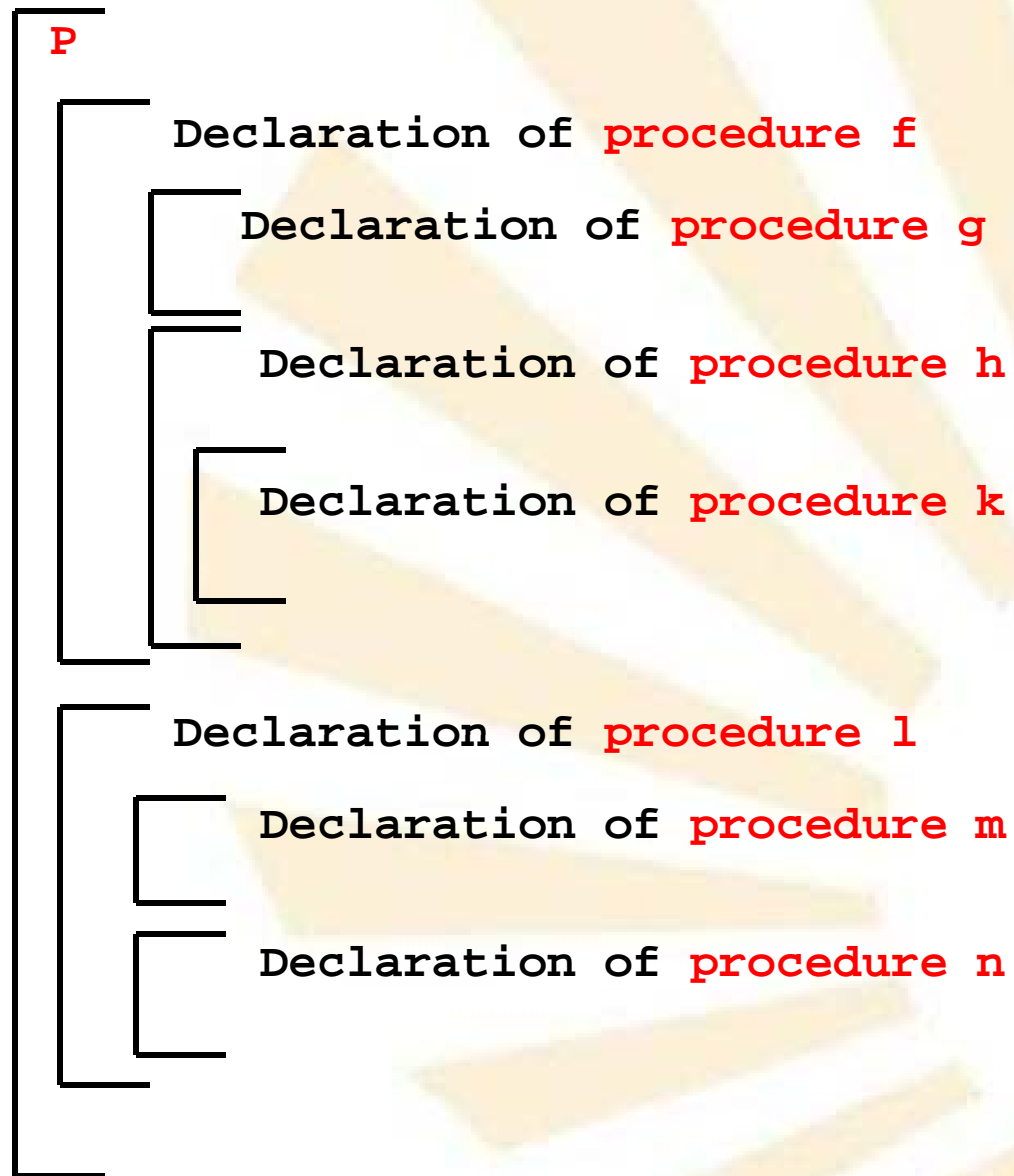 P
Declaration of procedure f
Declaration of procedure g
Declaration of procedure h
Declaration of procedure k
Declaration of procedure l
Declaration of procedure m
Declaration of procedure n